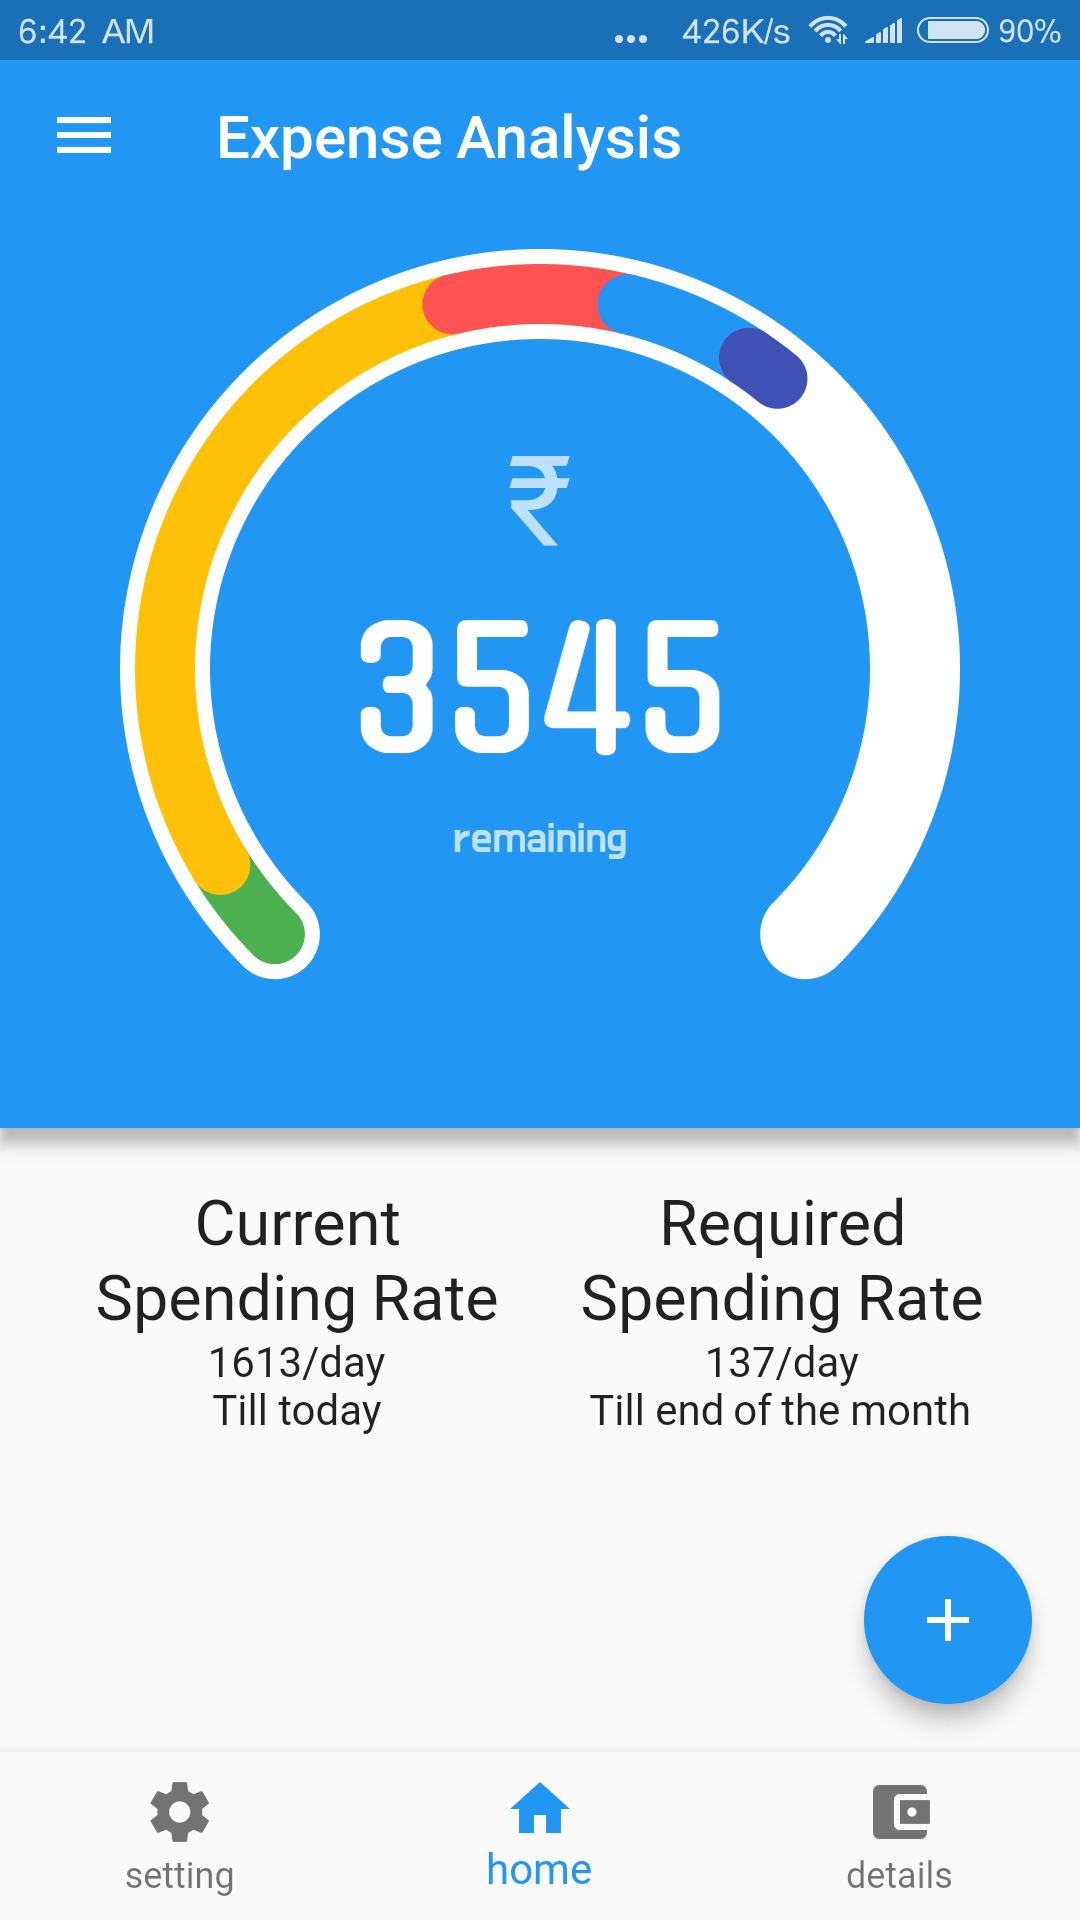 6:42 AM ... 426K/s 90%
Expense Analysis
₹
3545
remaining
Current
Spending Rate
1613/day
Till today
Required
Spending Rate
137/day
Till end of the month
+
setting
home
details